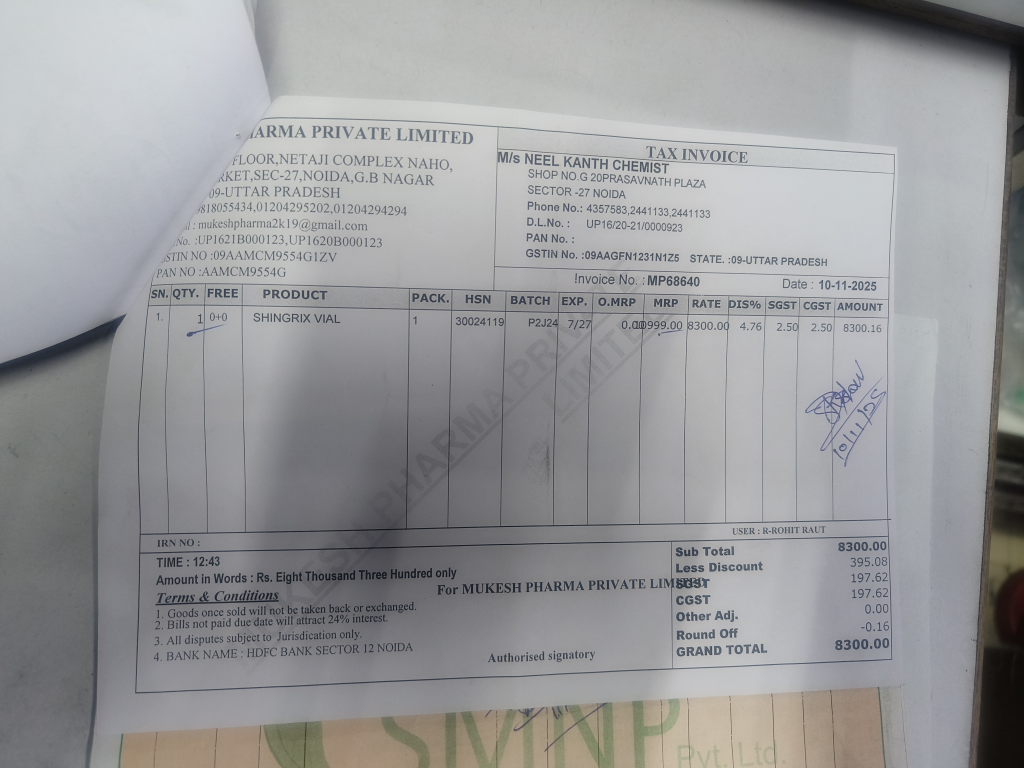 ARMA PRIVATE LIMITED
FLOOR,NETAJI COMPLEX NAHO,
RKET,SEC-27,NOIDA,G.B NAGAR
09-UTTAR PRADESH
9818055434,01204295202,01204294294
: mukeshpharma2k19@gmail.com
No. :UP1621B000123,UP1620B000123
GSTIN NO :09AAMCM9554G1ZV
PAN NO :AAMCM9554G
TAX INVOICE
M/s NEEL KANTH CHEMIST
SHOP NO.G 20PRASAVNATH PLAZA
SECTOR -27 NOIDA
Phone No.: 4357583,2441133,2441133
D.L.No. : UP16/20-21/0000923
PAN No. :
GSTIN No. :09AAGFN1231N1Z5 STATE. :09-UTTAR PRADESH
Invoice No. : MP68640 Date : 10-11-2025
SN. QTY. FREE PRODUCT PACK. HSN BATCH EXP. O.MRP MRP RATE DIS% SGST CGST AMOUNT
1. 1 0+0 SHINGRIX VIAL 1 30024119 P2J24 7/27 0.00 10999.00 8300.00 4.76 2.50 2.50 8300.16
MUKESH PHARMA PRIVATE
LIMITED
10/11/25
IRN NO :
USER : R-ROHIT RAUT
TIME : 12:43
Amount in Words : Rs. Eight Thousand Three Hundred only
Terms & Conditions
For MUKESH PHARMA PRIVATE LIMITED
1. Goods once sold will not be taken back or exchanged.
2. Bills not paid due date will attract 24% interest.
3. All disputes subject to Jurisdication only.
4. BANK NAME : HDFC BANK SECTOR 12 NOIDA
Authorised signatory
Sub Total 8300.00
Less Discount 395.08
SGST 197.62
CGST 197.62
Other Adj. 0.00
Round Off -0.16
GRAND TOTAL 8300.00
SMNP
Pvt. Ltd.